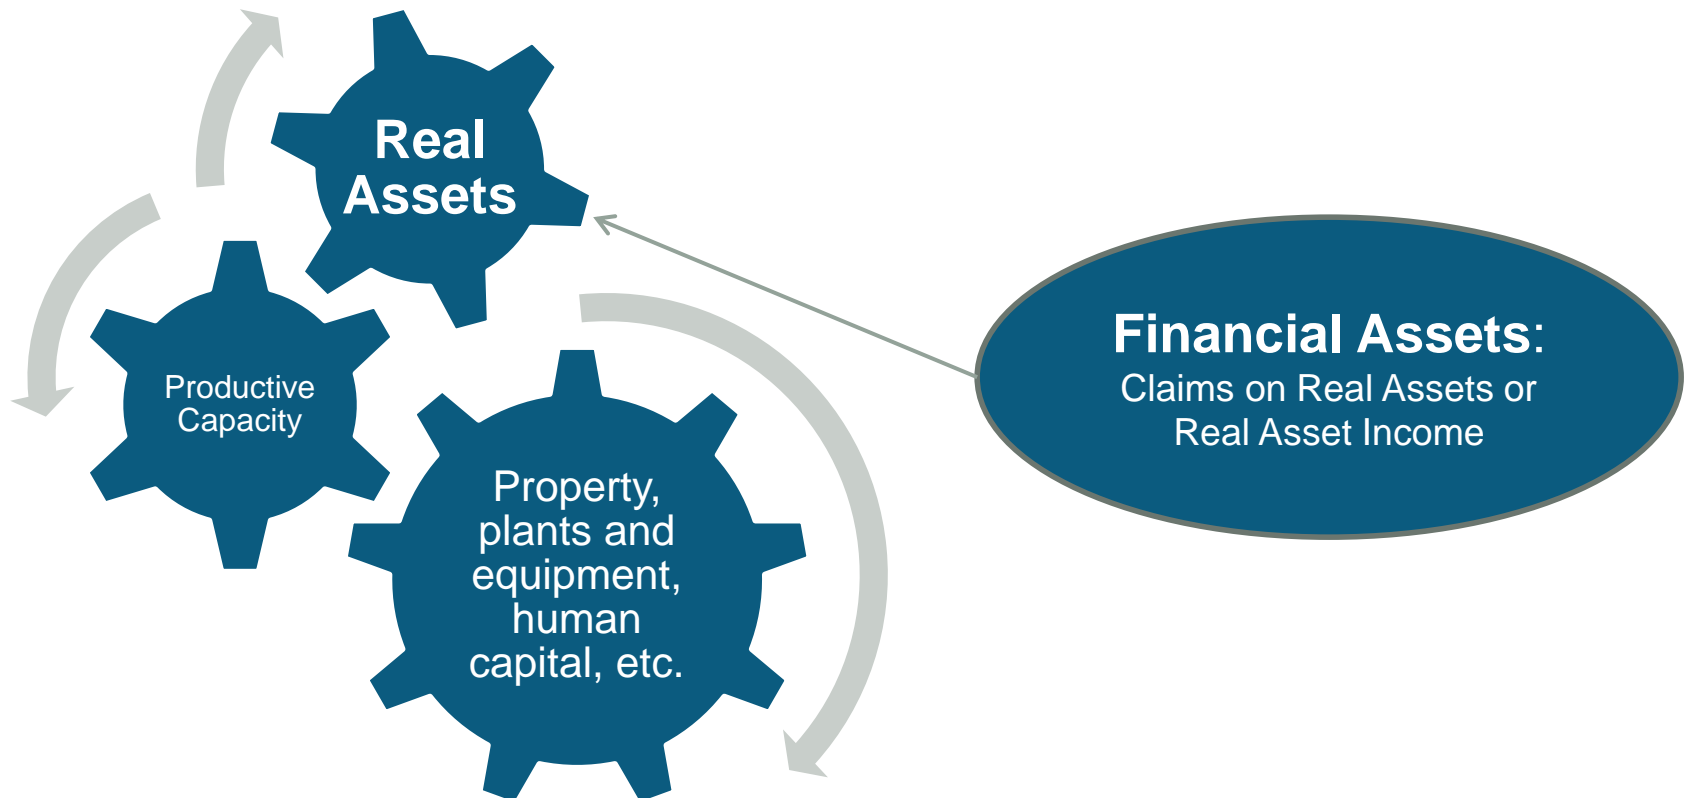 Real
Assets
Productive
Capacity
Property,
plants and
equipment,
human
capital, etc.
Financial Assets:
Claims on Real Assets or
Real Asset Income